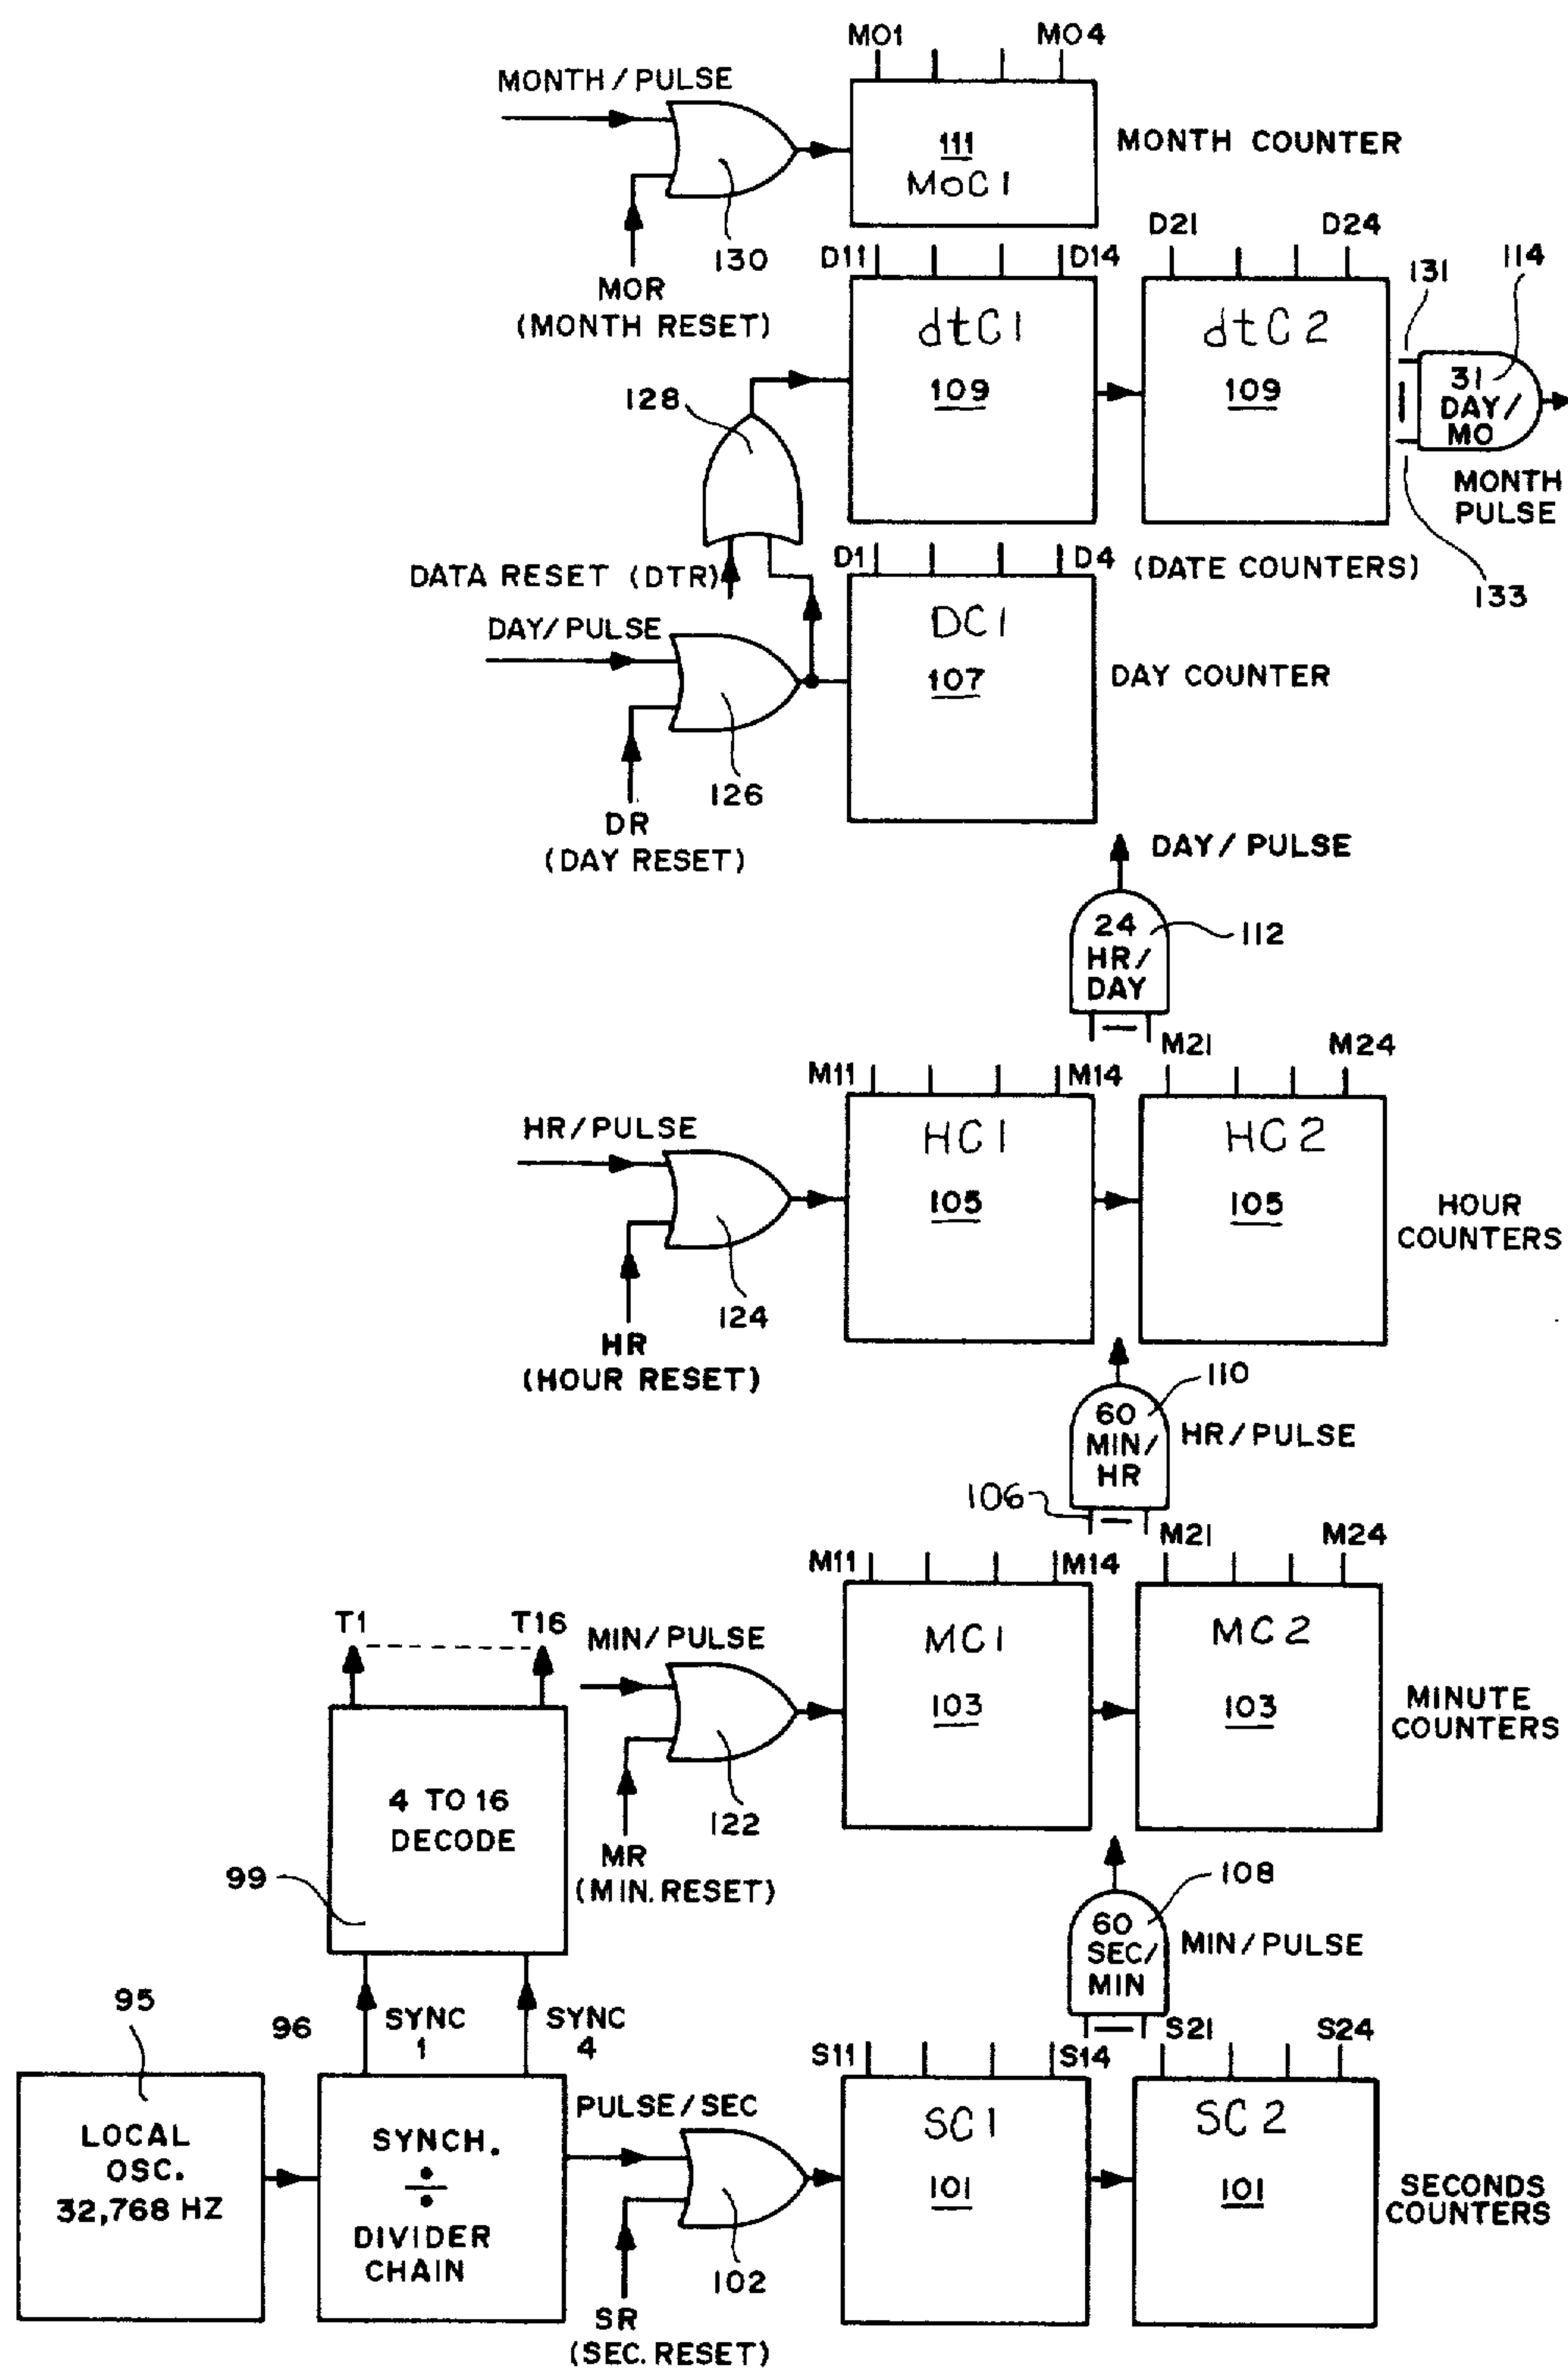 MO1
MO4
MONTH/PULSE
111
MoC1
MONTH COUNTER
130
MOR
(MONTH RESET)
D11
D14
D21
D24
131
114
dtC1
109
dtC2
109
31
DAY/
MO
MONTH
PULSE
128
133
DATA RESET (DTR)
D1
D4
(DATE COUNTERS)
DAY/PULSE
DC1
107
DAY COUNTER
126
DR
(DAY RESET)
DAY/PULSE
24
HR/
DAY
112
M11
M14
M21
M24
HR/PULSE
HC1
105
HC2
105
HOUR
COUNTERS
124
HR
(HOUR RESET)
60
MIN/
HR
110
HR/PULSE
106
M11
M14
M21
M24
T1
T16
MIN/PULSE
MC1
103
MC2
103
MINUTE
COUNTERS
4 TO 16
DECODE
99
122
MR
(MIN. RESET)
60
SEC/
MIN
108
MIN/PULSE
95
96
SYNC
1
SYNC
4
S11
S14
S21
S24
LOCAL
OSC.
32,768 HZ
SYNCH.
÷
DIVIDER
CHAIN
PULSE/SEC
SC1
101
SC2
101
SECONDS
COUNTERS
102
SR
(SEC. RESET)